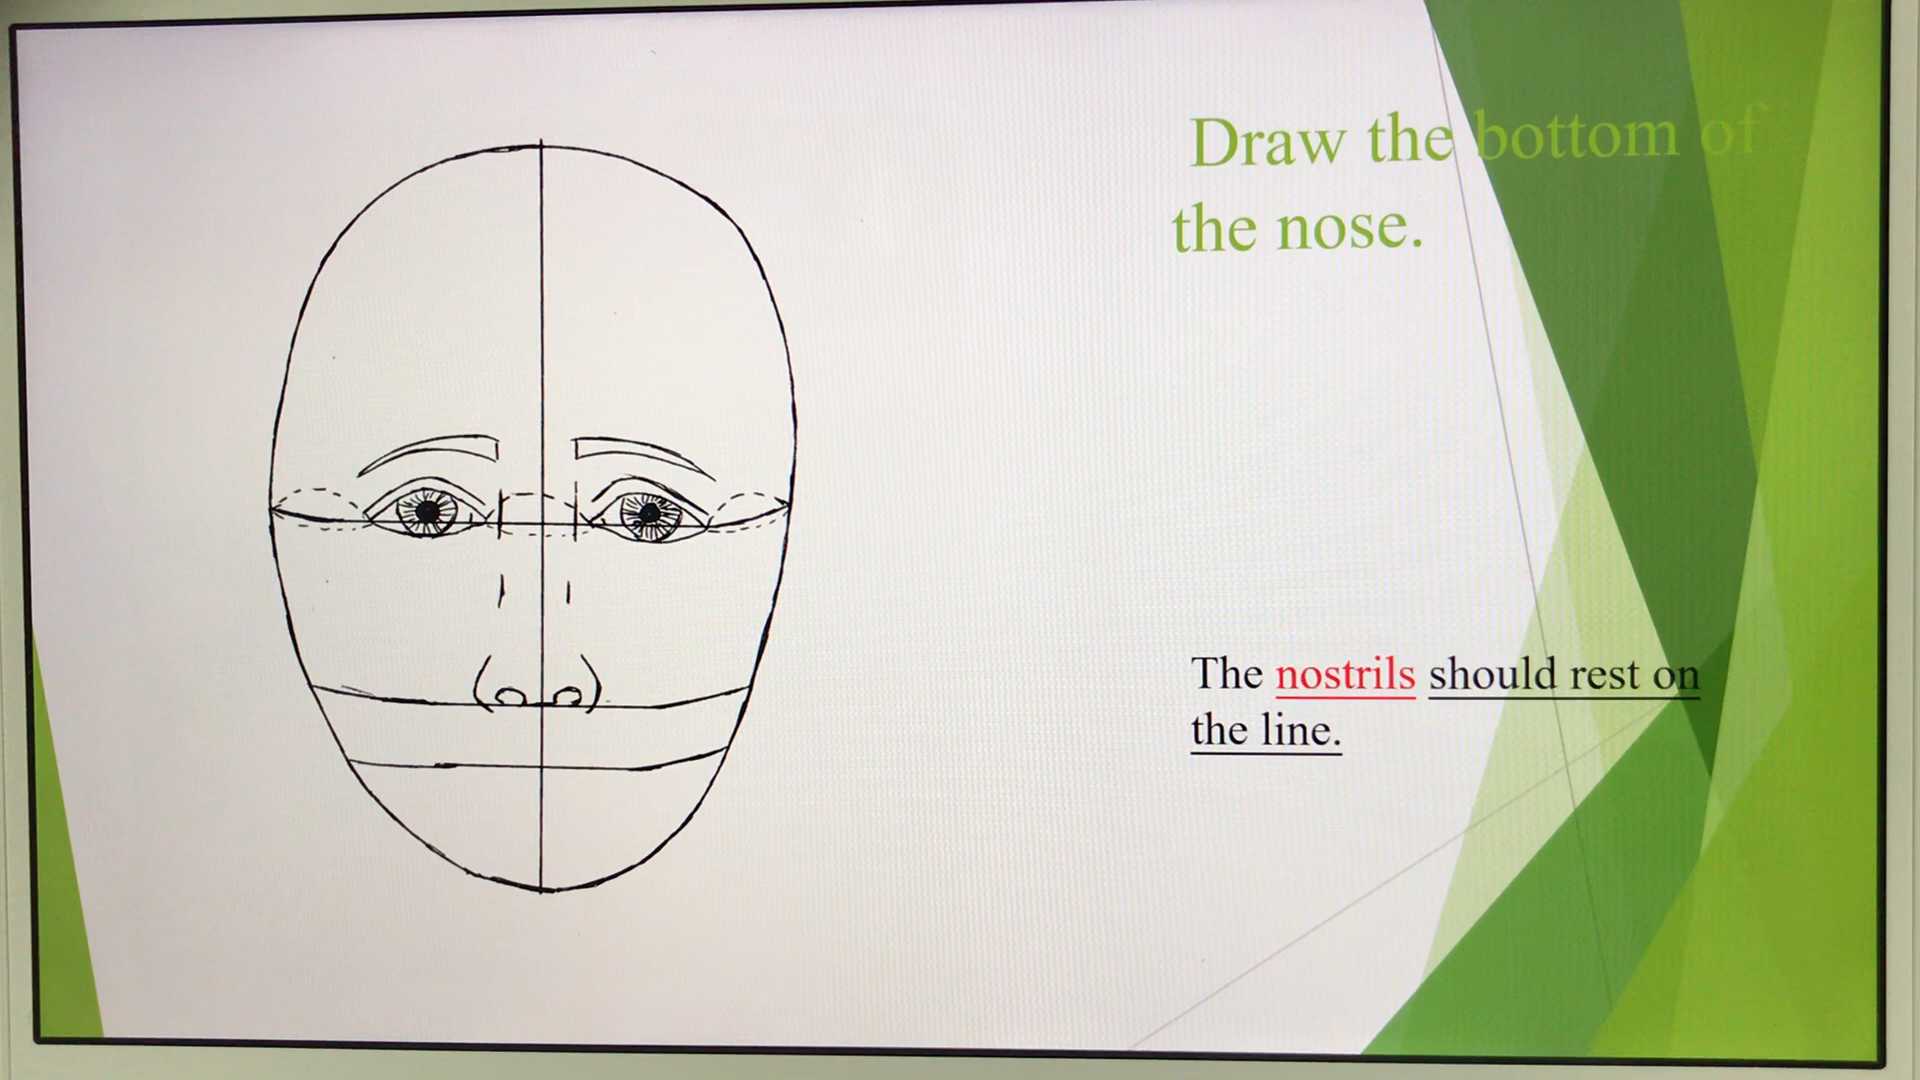 Draw the bottom of
the nose.
The nostrils should rest on
the line.